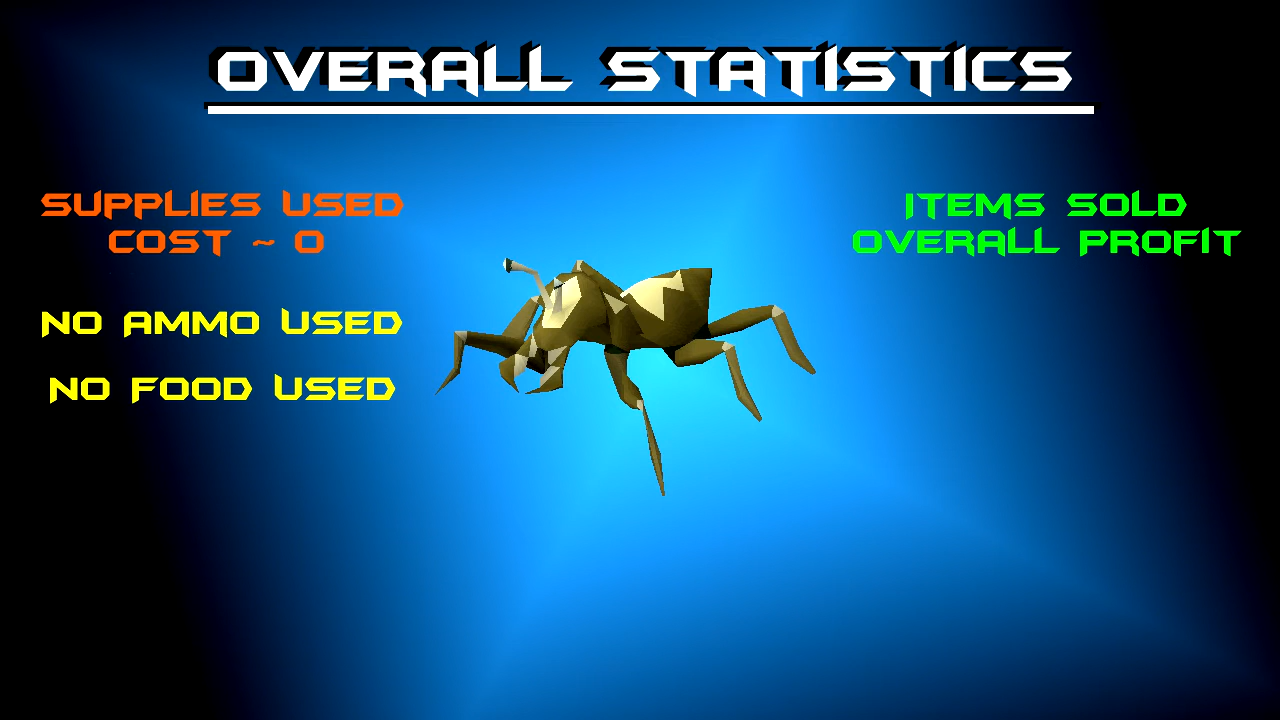 OVERALL STATISTICS
SUPPLIES USED
COST ~ 0
NO AMMO USED
NO FOOD USED
ITEMS SOLD
OVERALL PROFIT